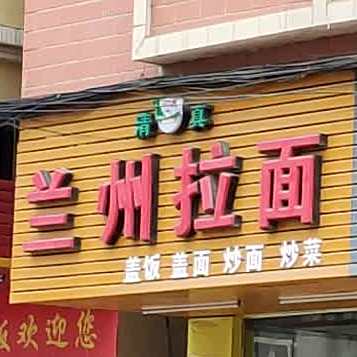 清真
兰州拉面
盖饭 盖面 炒面 炒菜
欢迎您